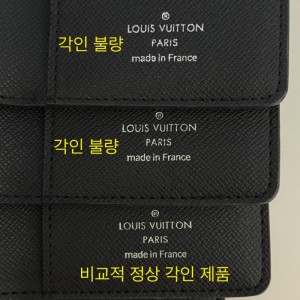 ®
LOUIS VUITTON
각인 불량
PARIS
made in France
®
LOUIS VUITTON
각인 불량
PARIS
made in France
®
LOUIS VUITTON
PARIS
made in France
비교적 정상 각인 제품